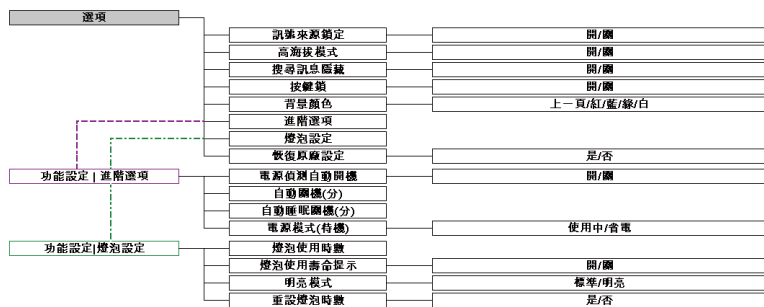 選項
訊號來源鎖定 開/關
高海拔模式 開/關
搜尋訊息隱藏 開/關
按鍵鎖 開/關
背景顏色 上一頁/紅/藍/綠/白
進階選項
燈泡設定
恢復原廠設定 是/否
功能設定 | 進階選項 電源偵測自動開機 開/關
自動關機(分)
自動睡眠關機(分)
電源模式(待機) 使用中/省電
功能設定|燈泡設定 燈泡使用時數
燈泡使用壽命提示 開/關
明亮模式 標準/明亮
重設燈泡時數 是/否